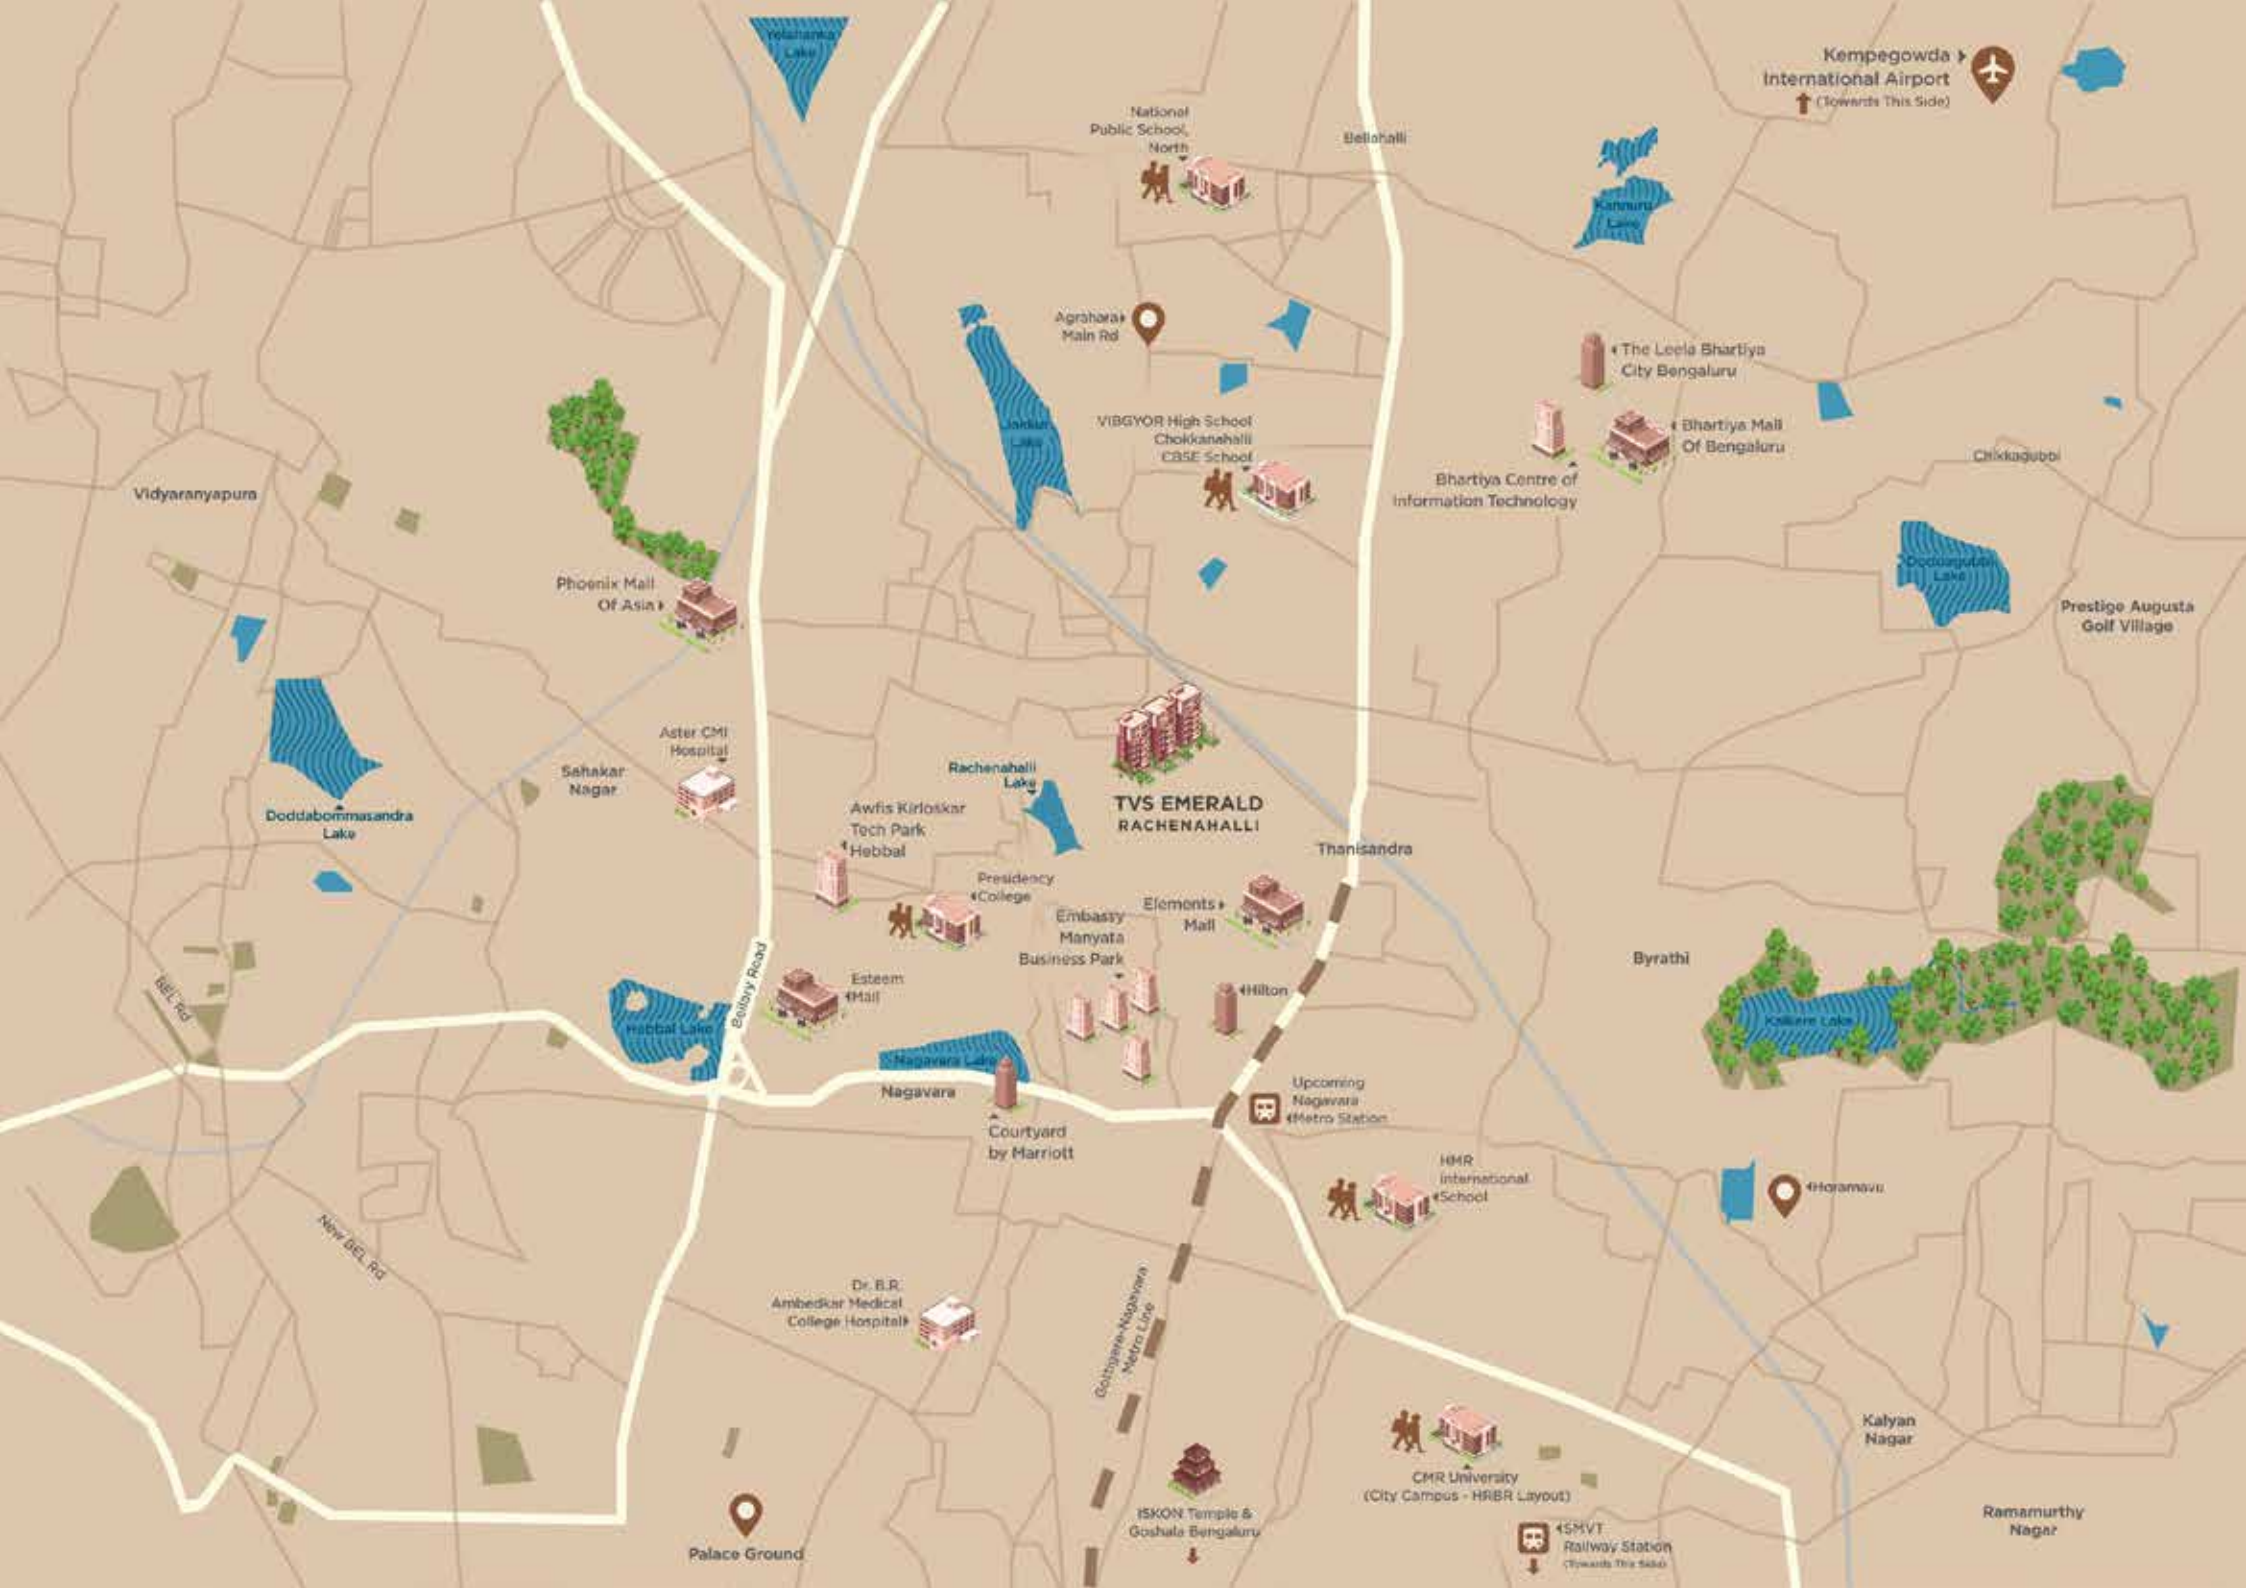 Yelahanka
Lake
Kempegowda
International Airport
(Towards This Side)
National
Public School,
North
Bellahalli
Kannuru
Lake
Agrahara
Main Rd
The Leela Bhartiya
City Bengaluru
Jakkur
Lake
VIBGYOR High School
Chokkanahalli
CBSE School
Bhartiya Mall
Of Bengaluru
Chikkagubbi
Bhartiya Centre of
Information Technology
Vidyaranyapura
Phoenix Mall
Of Asia
Doddagubbi
Lake
Prestige Augusta
Golf Village
Aster CMI
Hospital
Sahakar
Nagar
Rachenahalli
Lake
TVS EMERALD
RACHENAHALLI
Doddabommasandra
Lake
Awfis Kirloskar
Tech Park
Hebbal
Thanisandra
Presidency
College
Embassy
Manyata
Business Park
Elements
Mall
Byrathi
BEL Rd
Bellary Road
Esteem
Mall
Hilton
Hebbal Lake
Kalkere Lake
Nagavara Lake
Nagavara
Upcoming
Nagavara
Metro Station
Courtyard
by Marriott
HMR
International
School
Horamavu
New BEL Rd
Dr. B.R.
Ambedkar Medical
College Hospital
Gottigere-Nagavara
Metro Line
Kalyan
Nagar
CMR University
(City Campus - HRBR Layout)
ISKON Temple &
Goshala Bengaluru
SMVT
Railway Station
(Towards This Side)
Ramamurthy
Nagar
Palace Ground